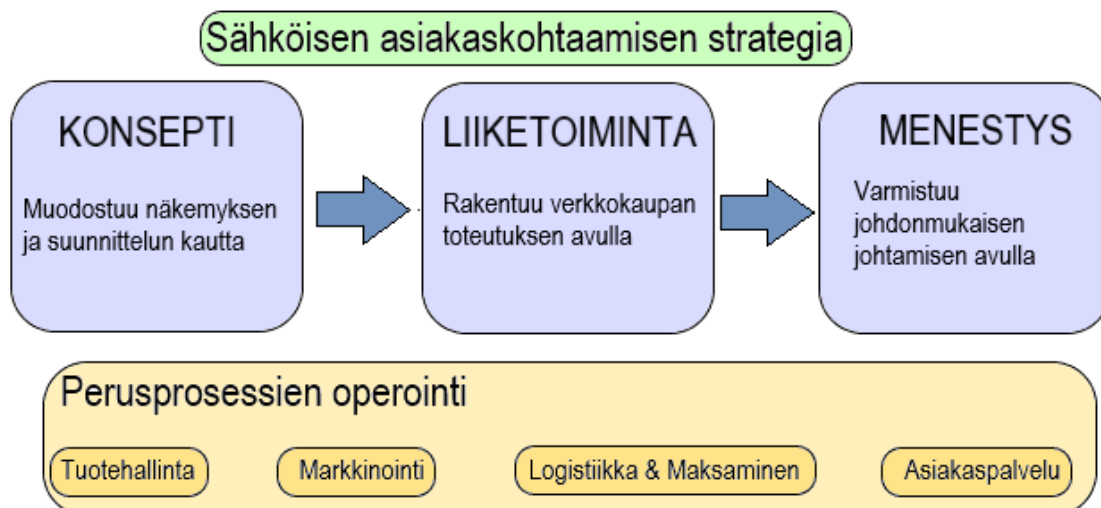 Sähköisen asiakaskohtaamisen strategia
KONSEPTI
Muodostuu näkemyksen
ja suunnittelun kautta
LIIKETOIMINTA
Rakentuu verkkokaupan
toteutuksen avulla
MENESTYS
Varmistuu
johdonmukaisen
johtamisen avulla
Perusprosessien operointi
Tuotehallinta
Markkinointi
Logistiikka & Maksaminen
Asiakaspalvelu